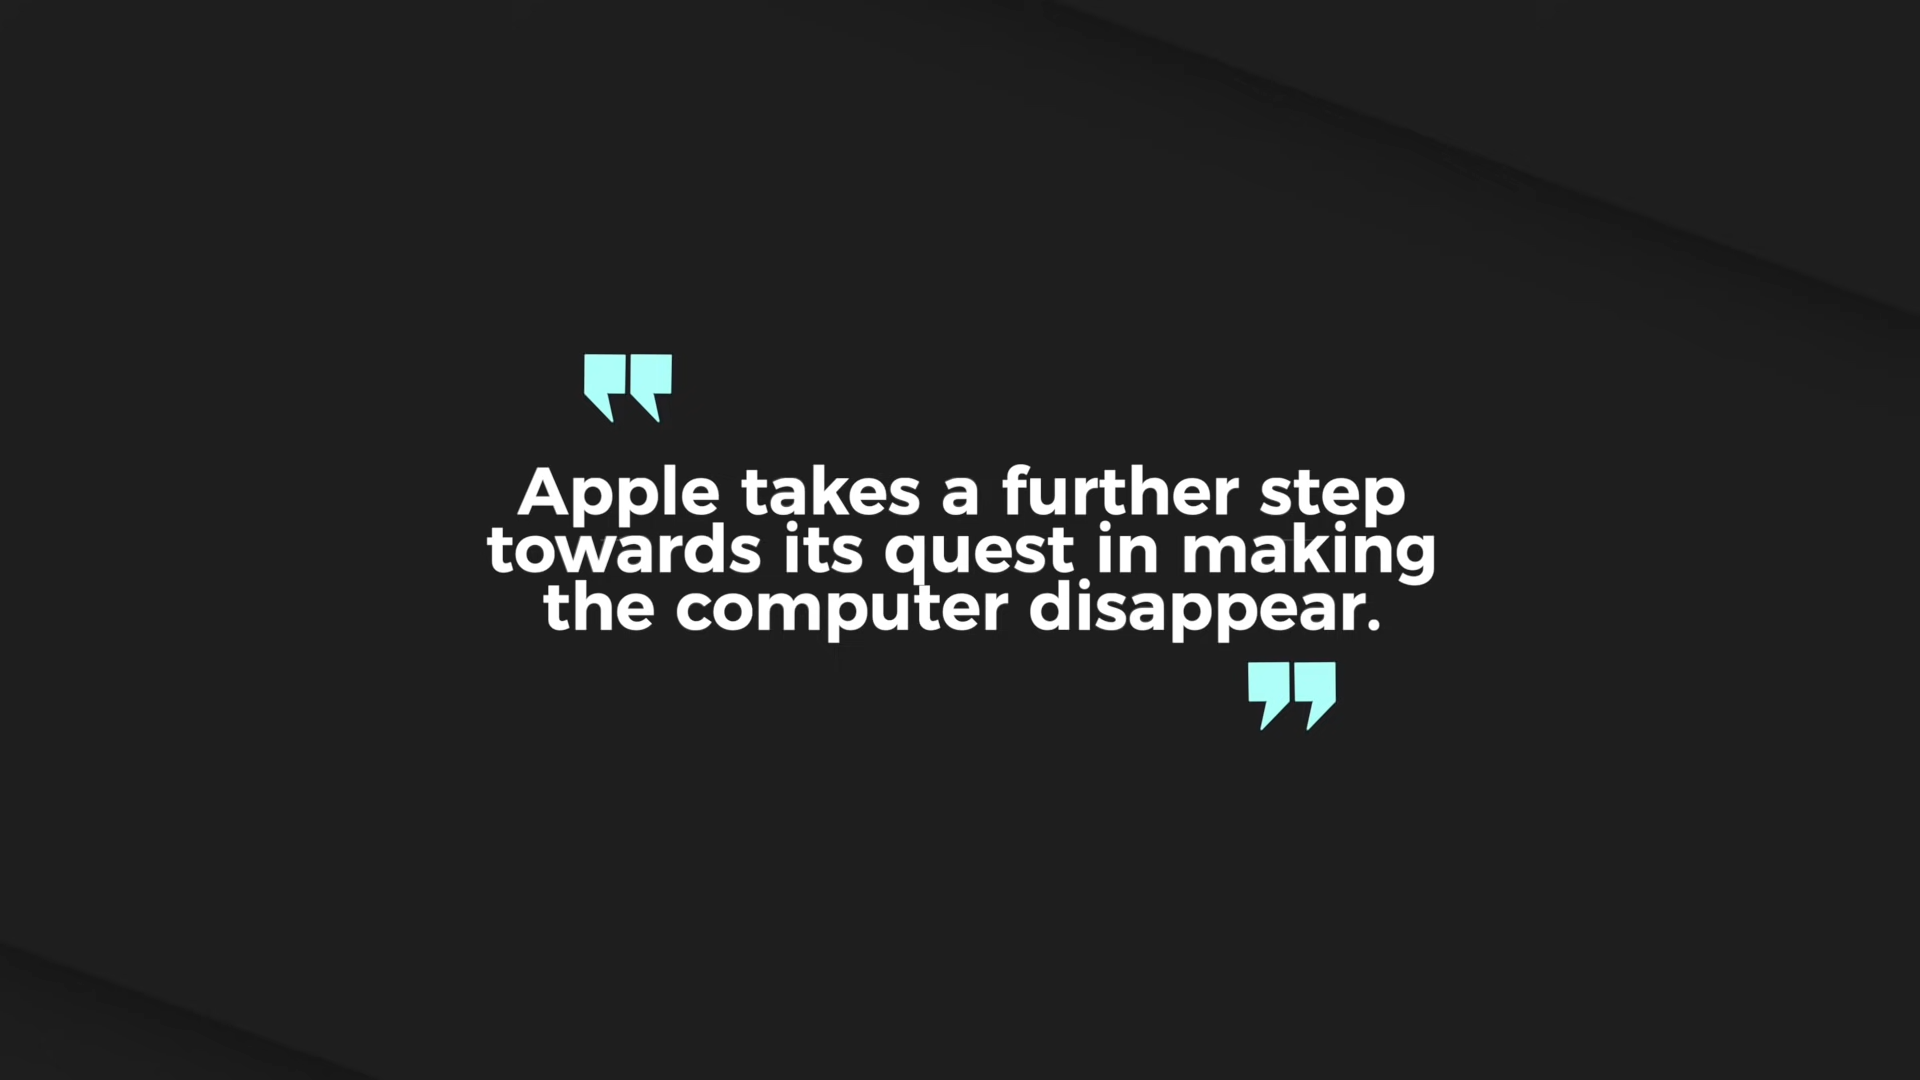 “
Apple takes a further step
towards its quest in making
the computer disappear.
”